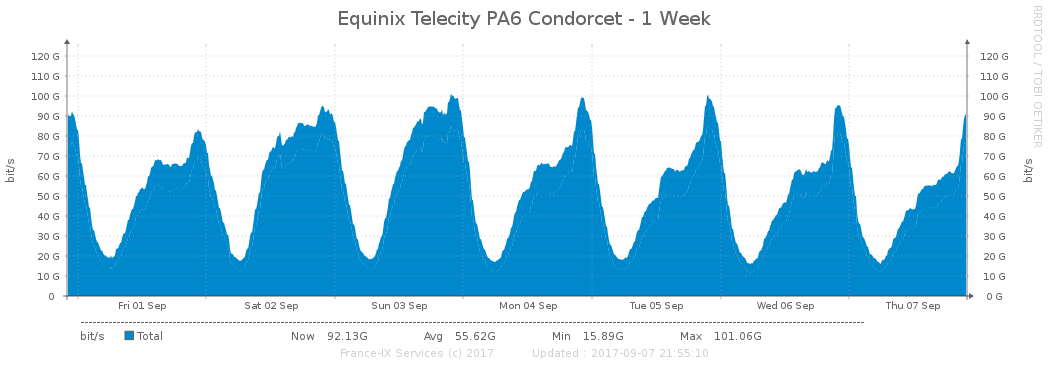 Equinix Telecity PA6 Condorcet - 1 Week
RRDTOOL / TOBI OETIKER
bit/s
120 G 120 G
110 G 110 G
100 G 100 G
90 G 90 G
80 G 80 G
70 G 70 G
60 G 60 G
50 G 50 G
40 G 40 G
30 G 30 G
20 G 20 G
10 G 10 G
0 0 G
bit/s
Fri 01 Sep Sat 02 Sep Sun 03 Sep Mon 04 Sep Tue 05 Sep Wed 06 Sep Thu 07 Sep
bit/s Total Now 92.13G Avg 55.62G Min 15.89G Max 101.06G
France-IX Services (c) 2017 Updated : 2017-09-07 21:55:10